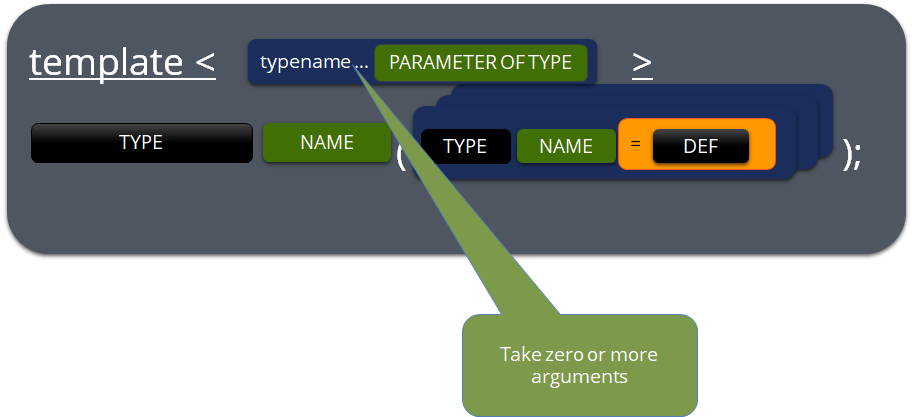 template < typename ... PARAMETER OF TYPE >
TYPE NAME ( TYPE NAME = DEF );
Take zero or more
arguments